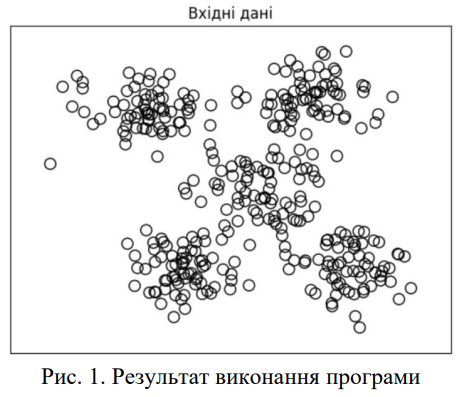 Вхідні дані
Рис. 1. Результат виконання програми